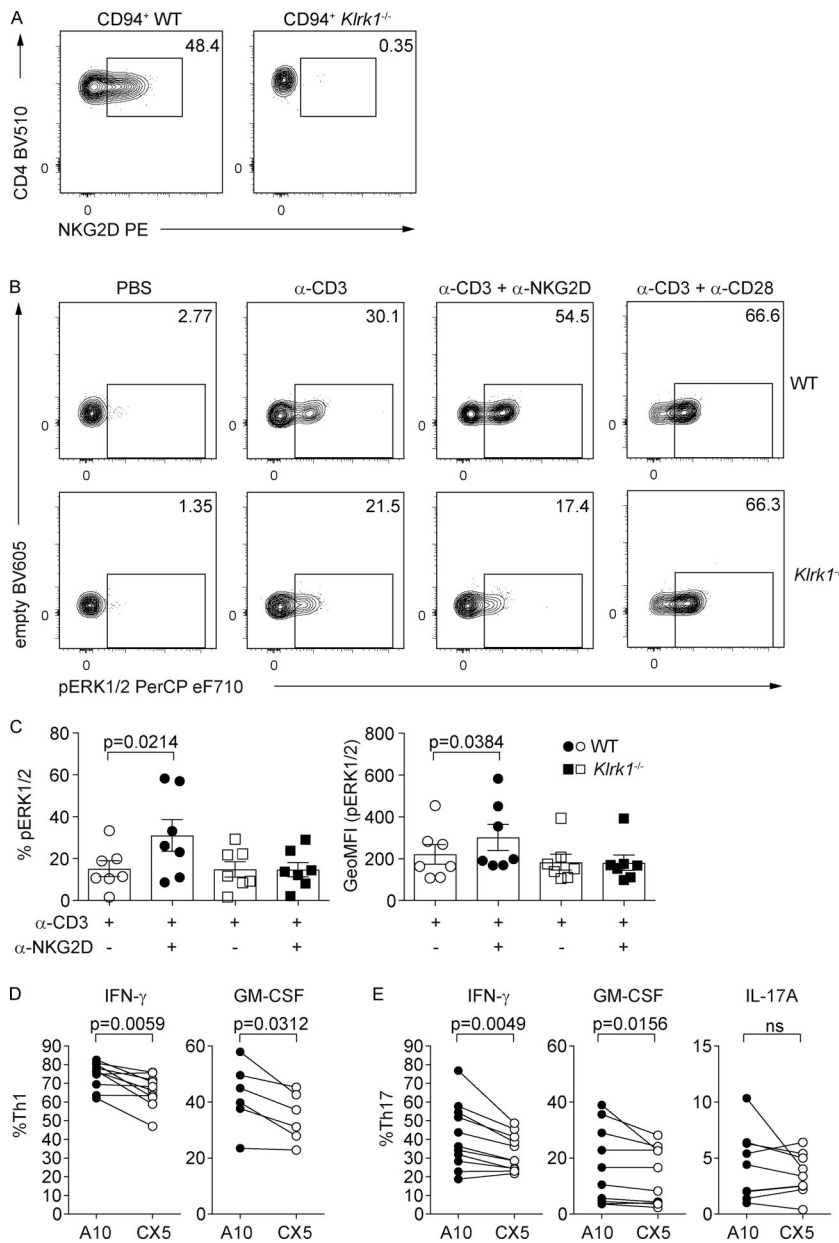 A
CD94⁺ WT
CD94⁺ Klrk1⁻/⁻
48.4
0.35
CD4 BV510
0
0
0
0
NKG2D PE
B
PBS
α-CD3
α-CD3 + α-NKG2D
α-CD3 + α-CD28
2.77
30.1
54.5
66.6
WT
0
0
0
0
0
0
0
0
1.35
21.5
17.4
66.3
Klrk1⁻
0
0
0
0
0
0
0
0
empty BV605
pERK1/2 PerCP eF710
C
p=0.0214
% pERK1/2
80
60
40
20
0
p=0.0384
GeoMFI (pERK1/2)
800
600
400
200
0
WT
Klrk1⁻/⁻
α-CD3 + + + + + + + +
α-NKG2D - + - + - + - +
D
IFN-γ
p=0.0059
%Th1
90
80
70
60
50
40
30
20
10
0
A10 CX5
GM-CSF
p=0.0312
60
40
20
0
A10 CX5
E
IFN-γ
p=0.0049
%Th17
90
80
70
60
50
40
30
20
10
0
A10 CX5
GM-CSF
p=0.0156
60
40
20
0
A10 CX5
IL-17A
ns
15
10
5
0
A10 CX5